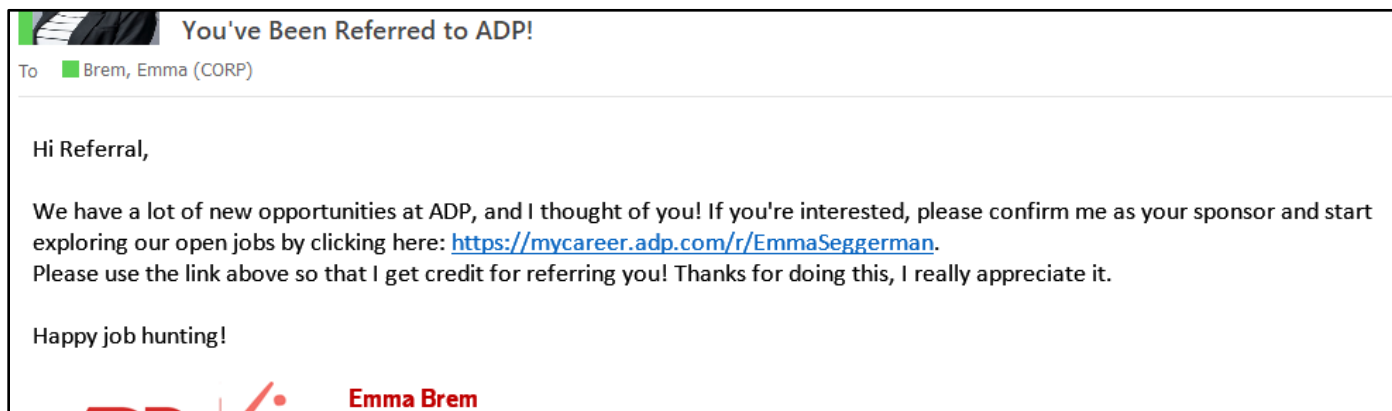 You've Been Referred to ADP!
To Brem, Emma (CORP)
Hi Referral,
We have a lot of new opportunities at ADP, and I thought of you! If you're interested, please confirm me as your sponsor and start
exploring our open jobs by clicking here: https://mycareer.adp.com/r/EmmaSeggerman.
Please use the link above so that I get credit for referring you! Thanks for doing this, I really appreciate it.
Happy job hunting!
Emma Brem